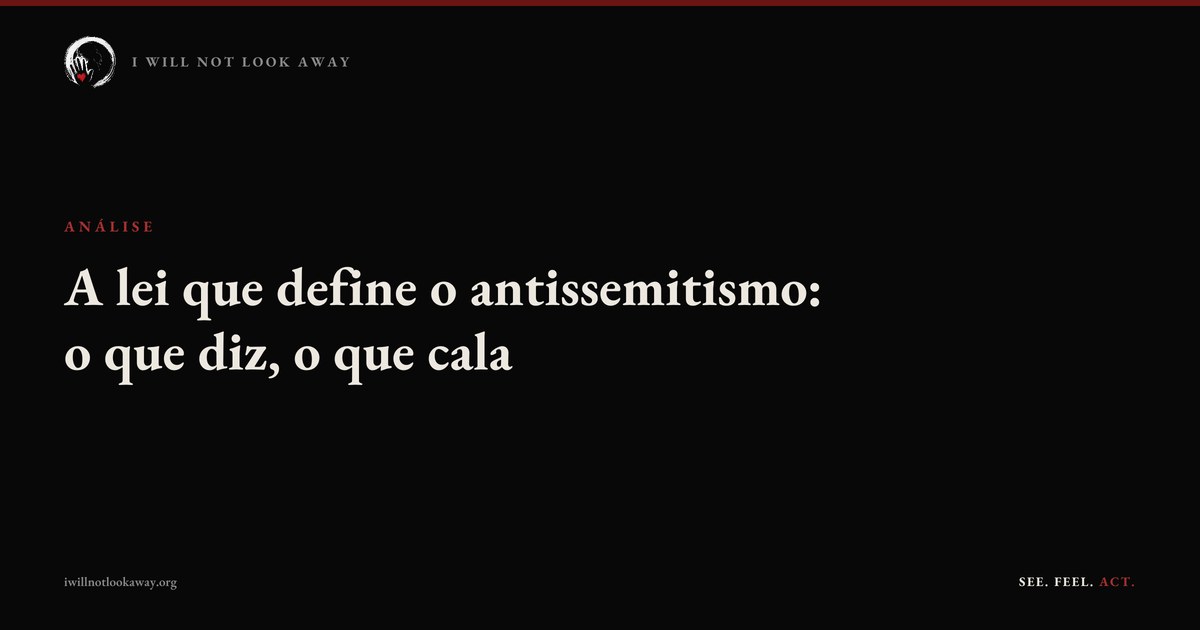 I WILL NOT LOOK AWAY
ANÁLISE
A lei que define o antissemitismo:
o que diz, o que cala
iwillnotlookaway.org
SEE. FEEL. ACT.